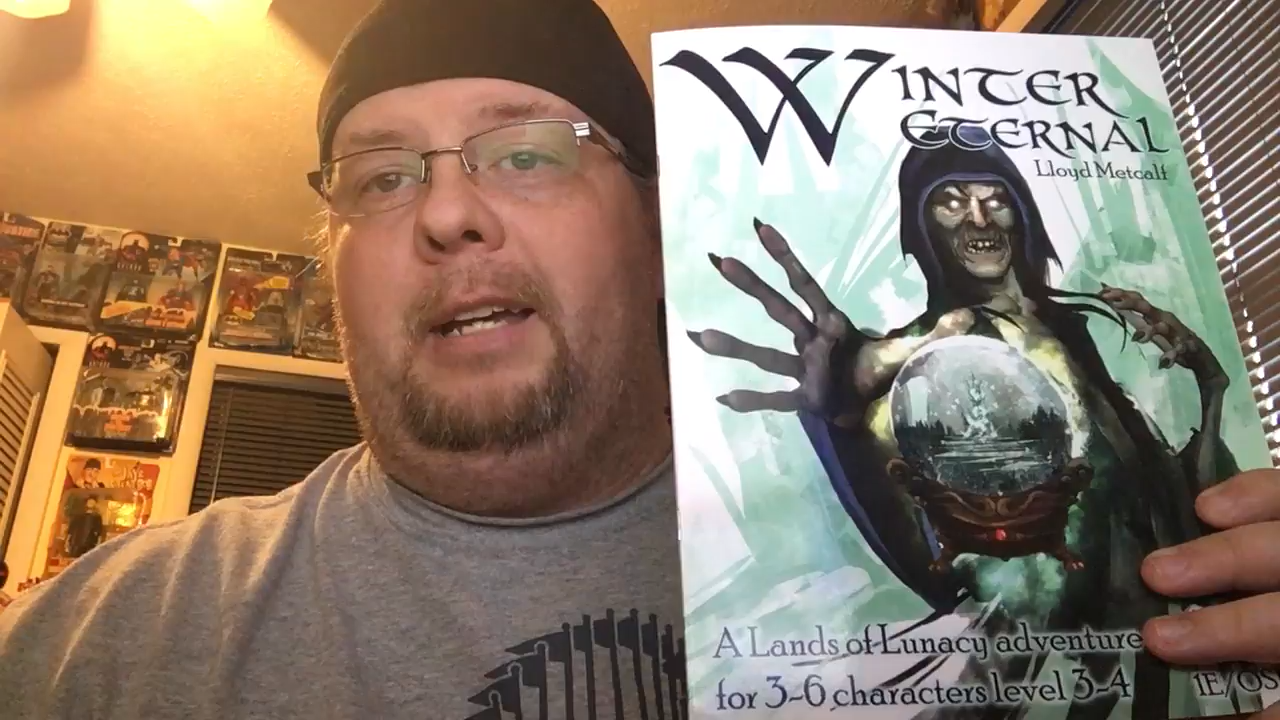 WINTER
ETERNAL
Lloyd Metcalf
A Lands of Lunacy adventure
for 3-6 characters level 3-4
1E/OS